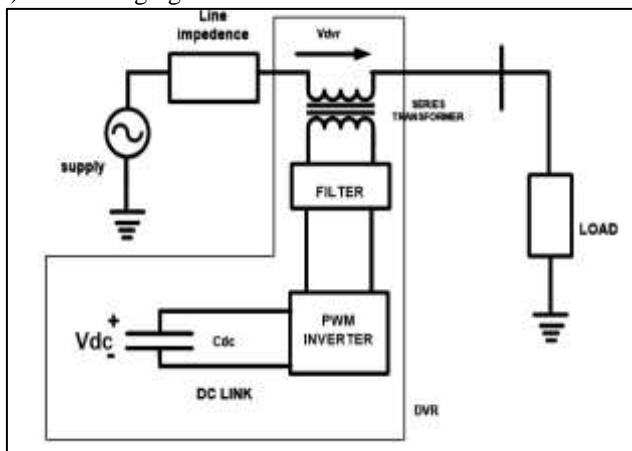 Line
impedence
Vdvr
SERIES
TRANSFORMER
supply
FILTER
LOAD
+
Vdc
-
Cdc
PWM
INVERTER
DC LINK
DVR